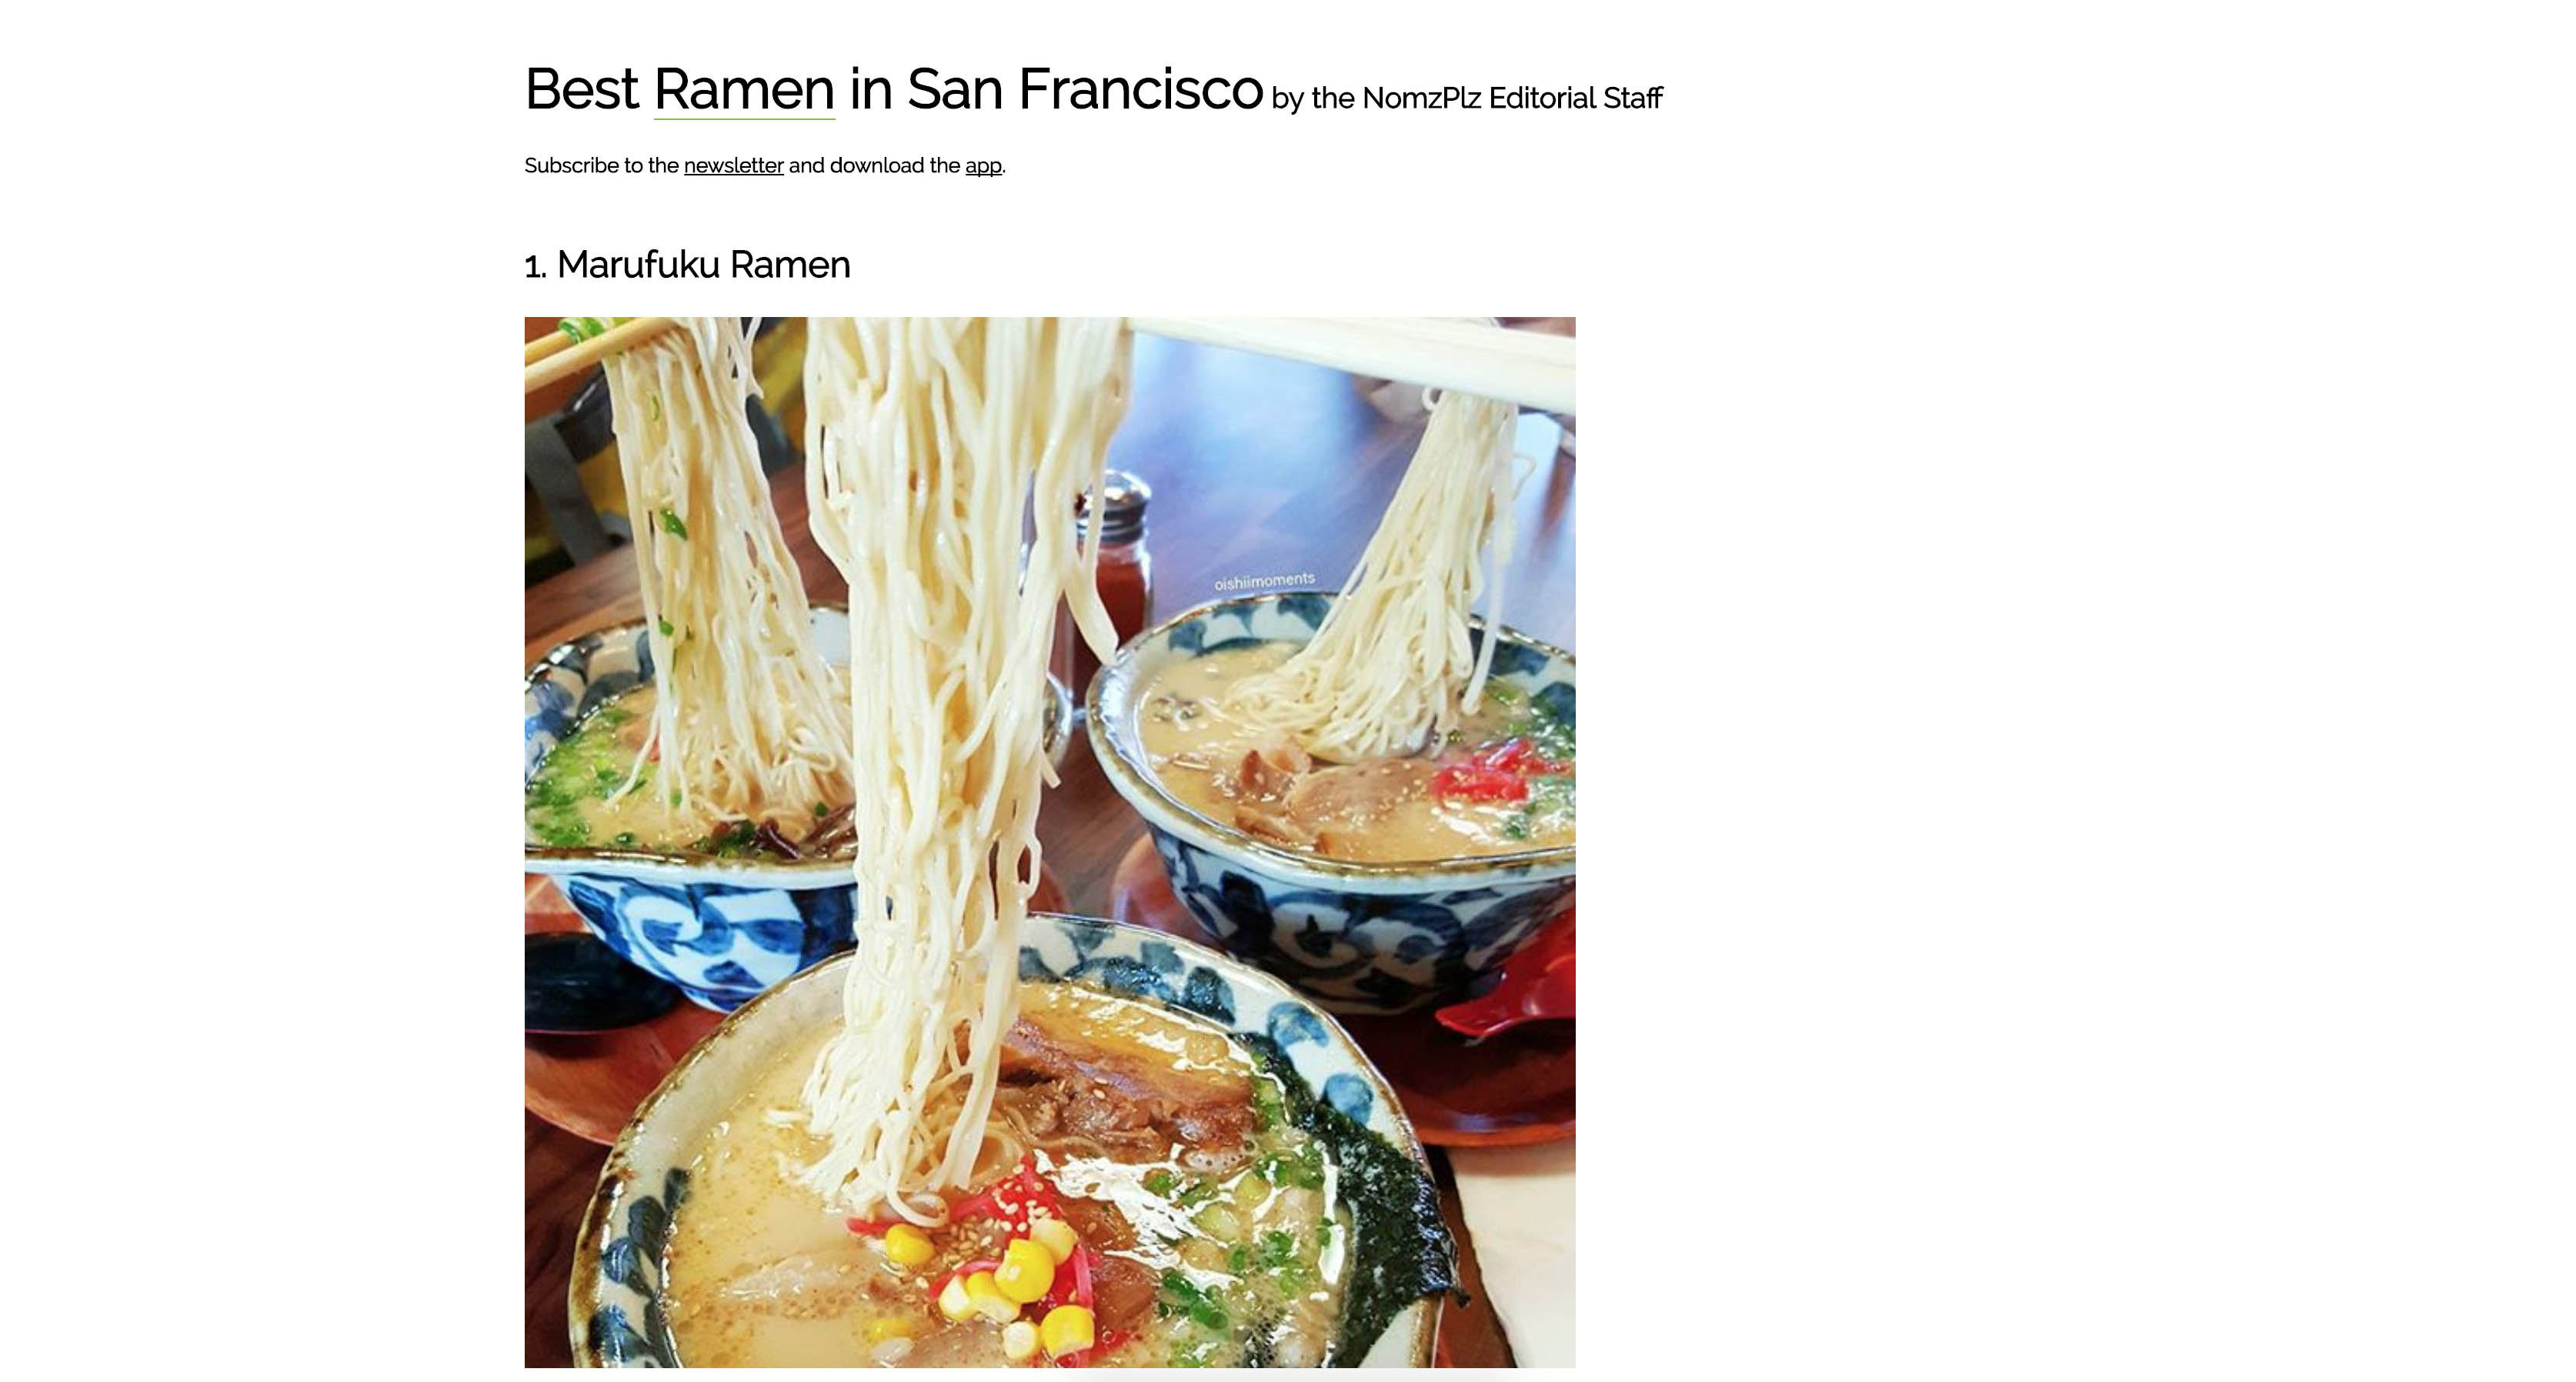 Best Ramen in San Francisco by the NomzPlz Editorial Staff
Subscribe to the newsletter and download the app.
1. Marufuku Ramen
oishiimoments